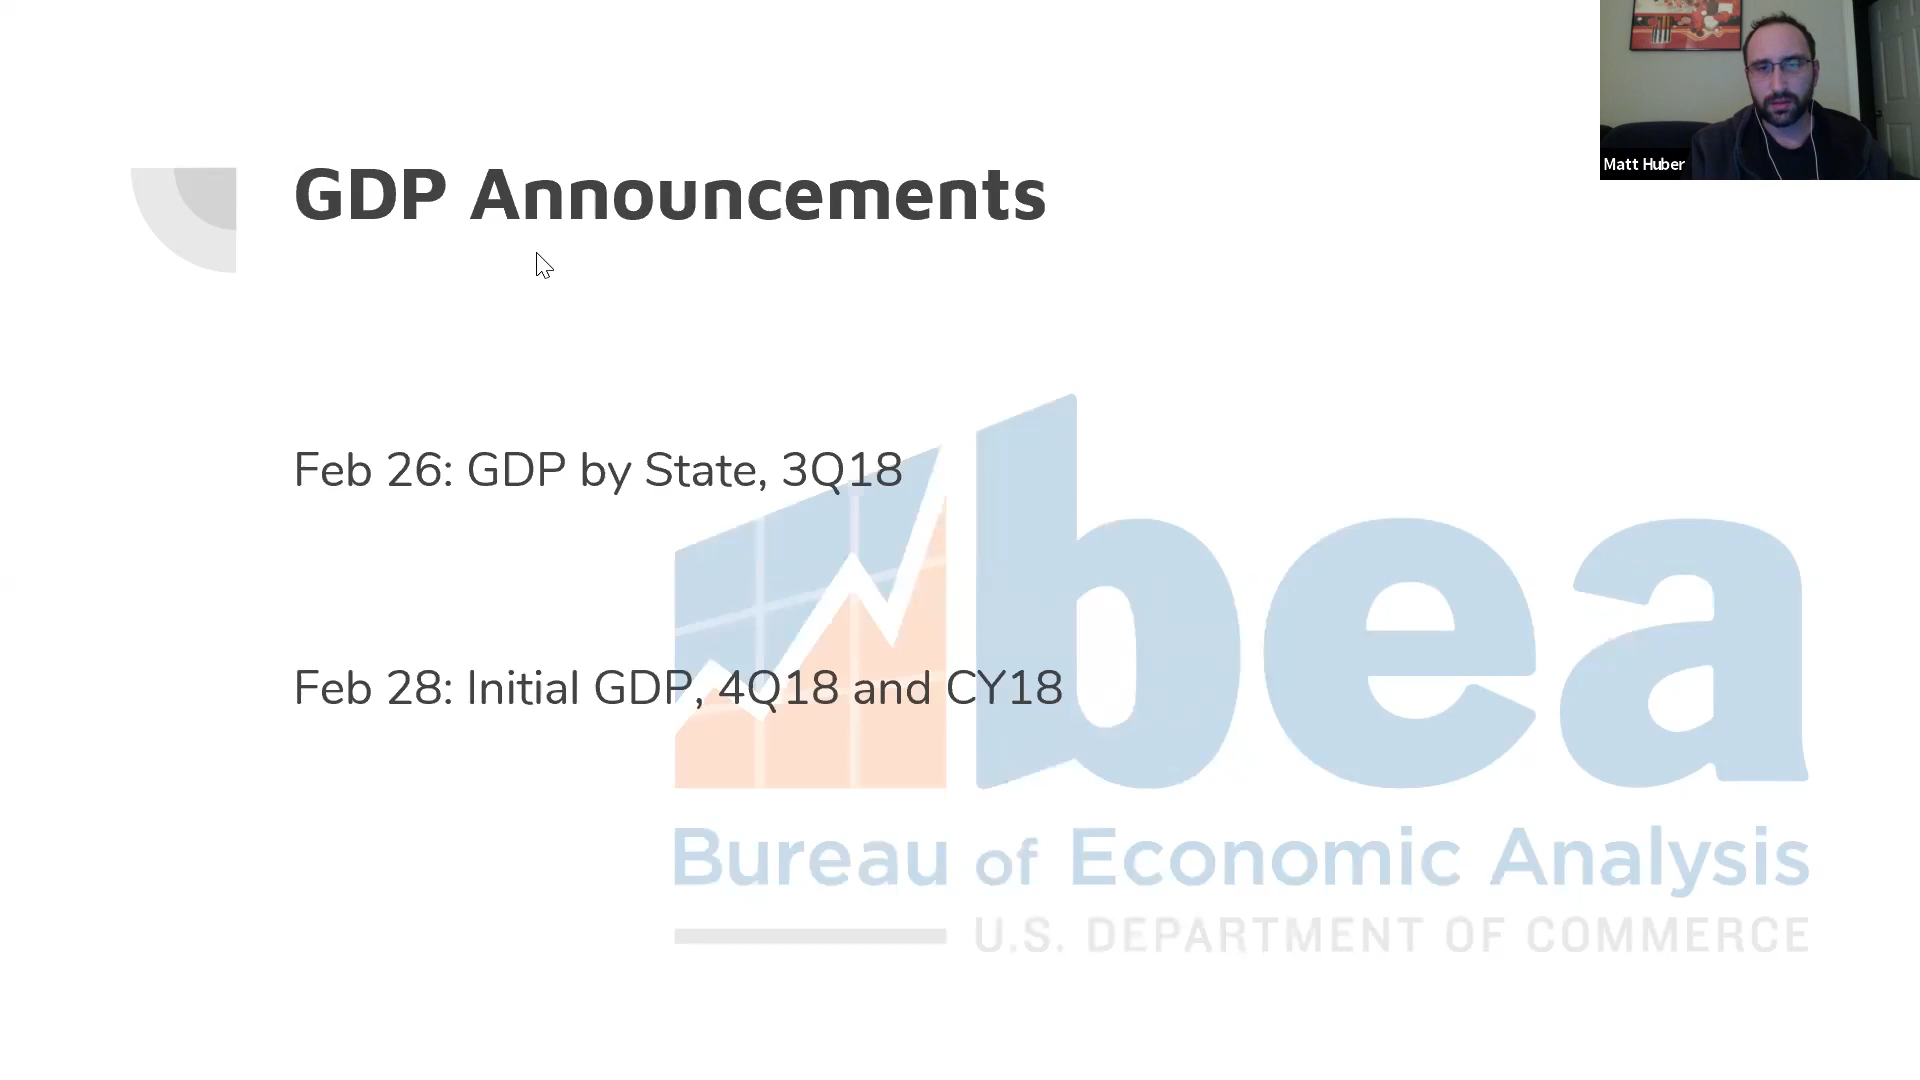 Matt Huber
GDP Announcements
Feb 26: GDP by State, 3Q18
Feb 28: Initial GDP, 4Q18 and CY18
bea
Bureau of Economic Analysis
U.S. DEPARTMENT OF COMMERCE